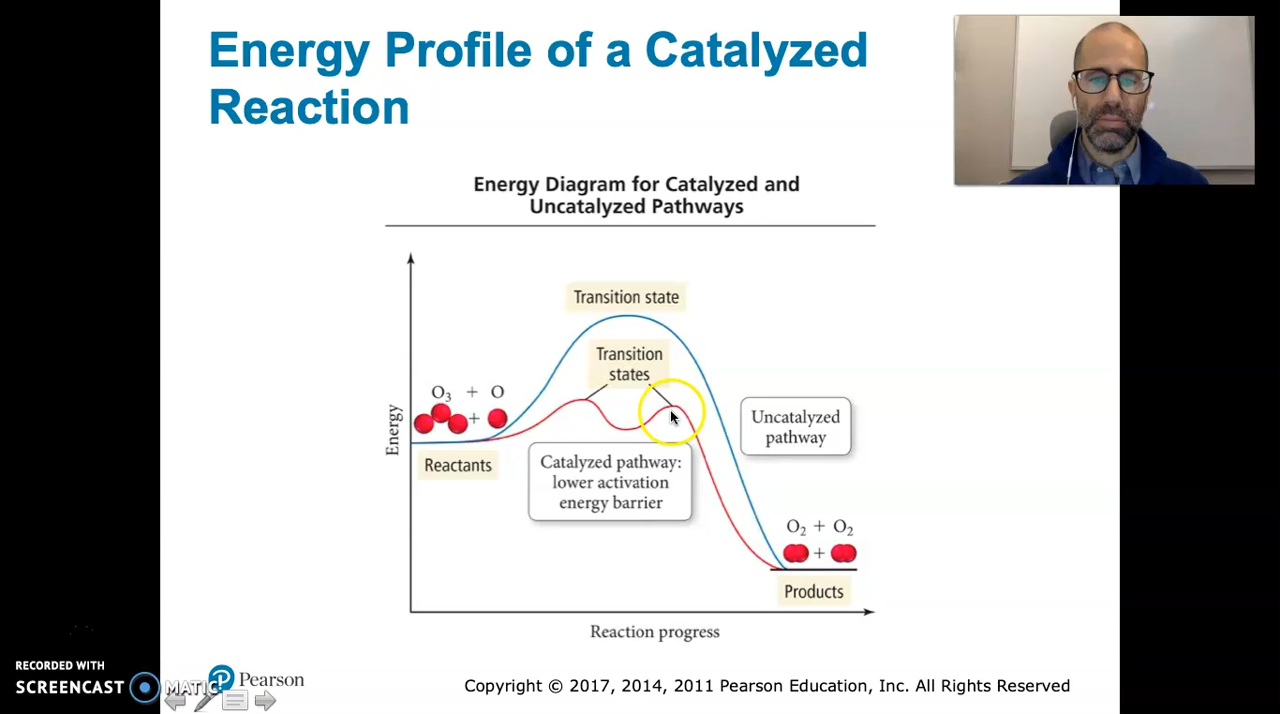 Energy Profile of a Catalyzed
Reaction
Energy Diagram for Catalyzed and
Uncatalyzed Pathways
Transition state
Transition
states
O₃ + O
+
Reactants
Energy
Catalyzed pathway:
lower activation
energy barrier
Uncatalyzed
pathway
O₂ + O₂
+
Products
Reaction progress
RECORDED WITH
SCREENCAST MATIC
Pearson
Copyright © 2017, 2014, 2011 Pearson Education, Inc. All Rights Reserved